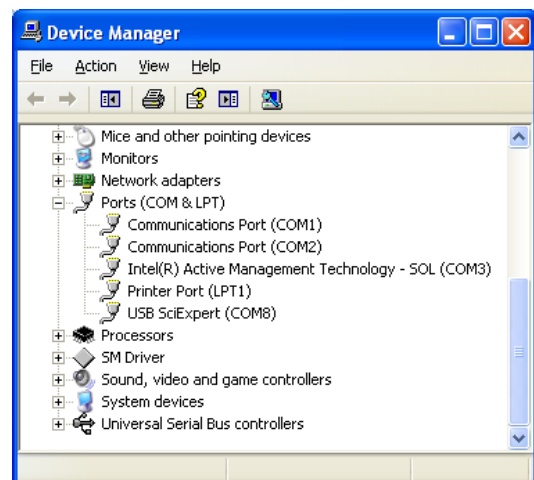 Device Manager
File Action View Help
Mice and other pointing devices
Monitors
Network adapters
Ports (COM & LPT)
Communications Port (COM1)
Communications Port (COM2)
Intel(R) Active Management Technology - SOL (COM3)
Printer Port (LPT1)
USB SciExpert (COM8)
Processors
SM Driver
Sound, video and game controllers
System devices
Universal Serial Bus controllers